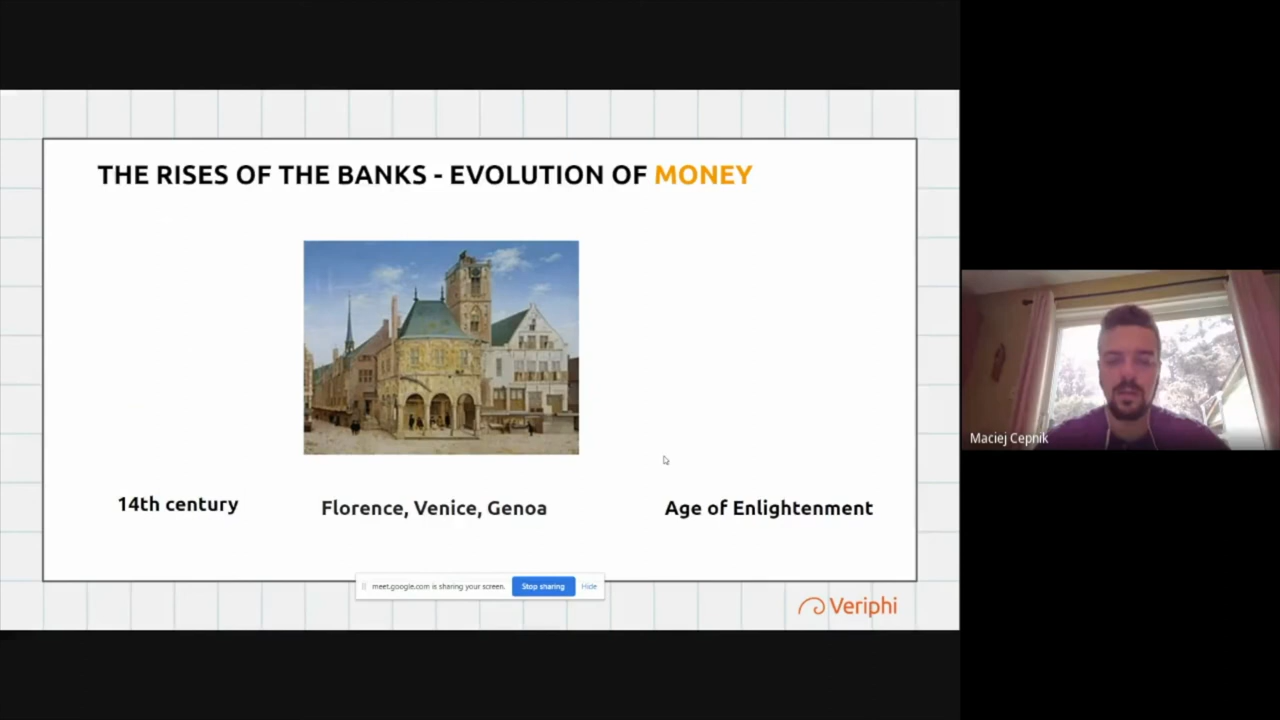 THE RISES OF THE BANKS - EVOLUTION OF MONEY
14th century
Florence, Venice, Genoa
Age of Enlightenment
meet.google.com is sharing your screen.
Stop sharing
Hide
Veriphi
Maciej Cepnik